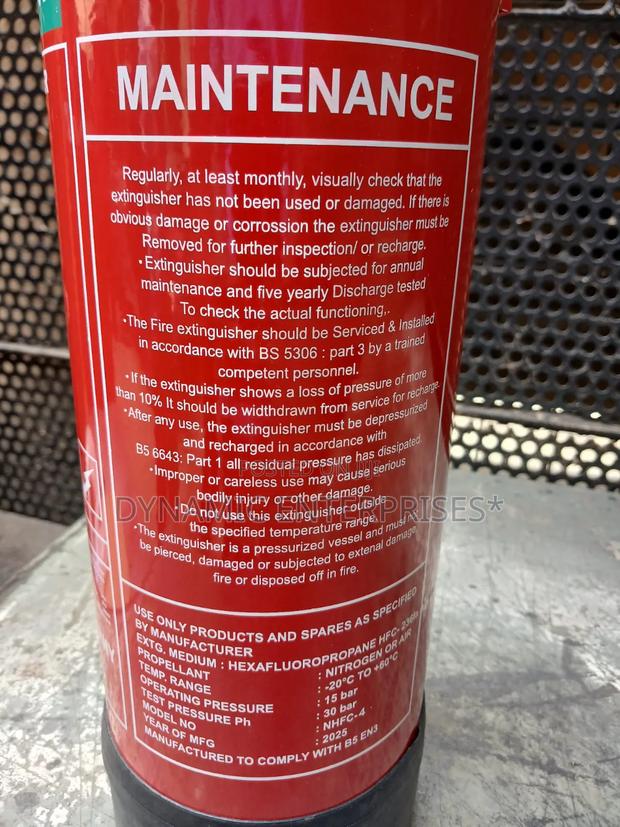 MAINTENANCE
Regularly, at least monthly, visually check that the
extinguisher has not been used or damaged. If there is
obvious damage or corrossion the extinguisher must be
Removed for further inspection/ or recharge.
•Extinguisher should be subjected for annual
maintenance and five yearly Discharge tested
To check the actual functioning,.
•The Fire extinguisher should be Serviced & Installed
in accordance with BS 5306 : part 3 by a trained
competent personnel.
•If the extinguisher shows a loss of pressure of more
than 10% It should be widthdrawn from service for recharge.
•After any use, the extinguisher must be depressurized
and recharged in accordance with
B5 6643: Part 1 all residual pressure has dissipated.
•Improper or careless use may cause serious
bodily injury or other damage.
•Do not use this extinguisher outside
the specified temperature range.
•The extinguisher is a pressurized vessel and must not
be pierced, damaged or subjected to extenal damage,
fire or disposed off in fire.
POSTED ON
DYNAMIC ENTERPRISES*
USE ONLY PRODUCTS AND SPARES AS SPECIFIED
BY MANUFACTURER
EXTG. MEDIUM : HEXAFLUOROPROPANE HFC-
PROPELLANT : NITROGEN OR AIR
TEMP. RANGE : -20°C TO +60°C
OPERATING PRESSURE : 15 bar
TEST PRESSURE Ph : 30 bar
MODEL NO : NHFC-4
YEAR OF MFG : 2025
MANUFACTURED TO COMPLY WITH B5 EN3